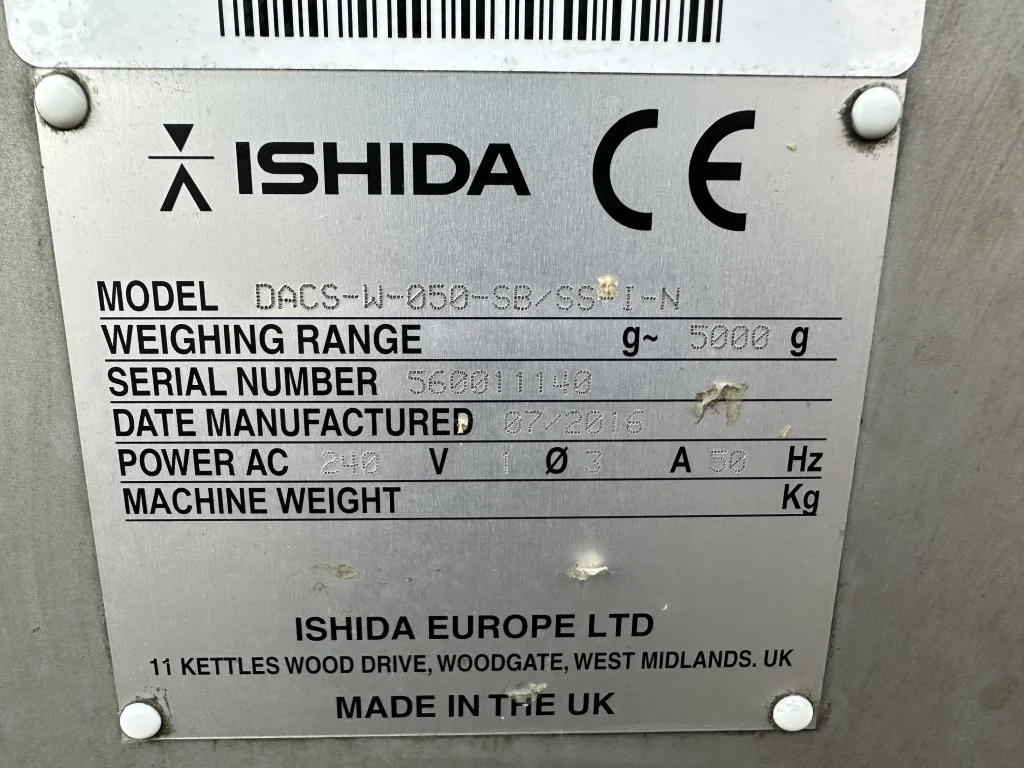 ISHIDA CE
MODEL DACS-W-050-SB/SS-I-N
WEIGHING RANGE g~ 5000 g
SERIAL NUMBER 560011140
DATE MANUFACTURED 07/2016
POWER AC 240 V 1 Ø 3 A 50 Hz
MACHINE WEIGHT Kg
ISHIDA EUROPE LTD
11 KETTLES WOOD DRIVE, WOODGATE, WEST MIDLANDS. UK
MADE IN THE UK